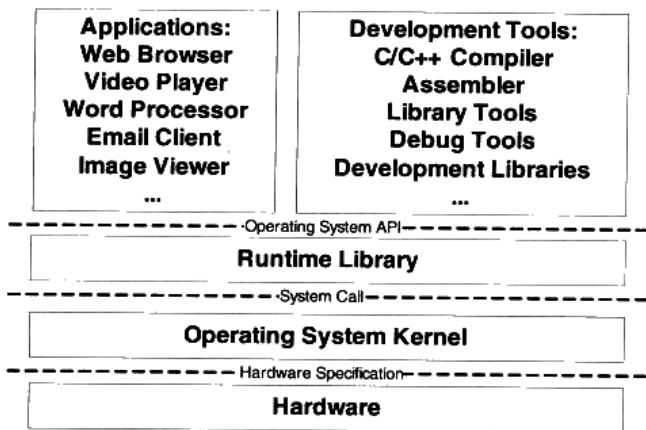 Applications:
Web Browser
Video Player
Word Processor
Email Client
Image Viewer
...
Development Tools:
C/C++ Compiler
Assembler
Library Tools
Debug Tools
Development Libraries
...
Operating System API
Runtime Library
System Call
Operating System Kernel
Hardware Specification
Hardware